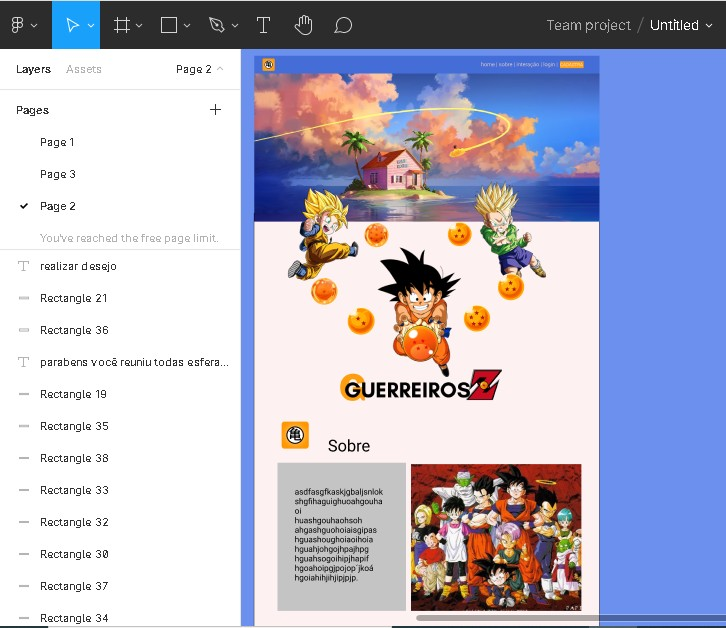 Team project / Untitled
Layers
Assets
Page 2
Pages
Page 1
Page 3
Page 2
You've reached the free page limit.
realizar desejo
Rectangle 21
Rectangle 36
parabens você reuniu todas esfera...
Rectangle 19
Rectangle 35
Rectangle 38
Rectangle 33
Rectangle 32
Rectangle 30
Rectangle 37
Rectangle 34
home | sobre | interação | login |
亀
GUERREIROS Z
亀
Sobre
asdfasgfkaskjgbaljsnlok
shgfihaguighuoahgouha
oi
huashgouhaohsoh
ahgashguohoiaisgipas
hguashoughoiaoihoia
hguahjohgojhpajhpg
hguahsogoihipjhapif
hgoahoipgjpojop´jkoá
hgoiahihjihjipjpjp.